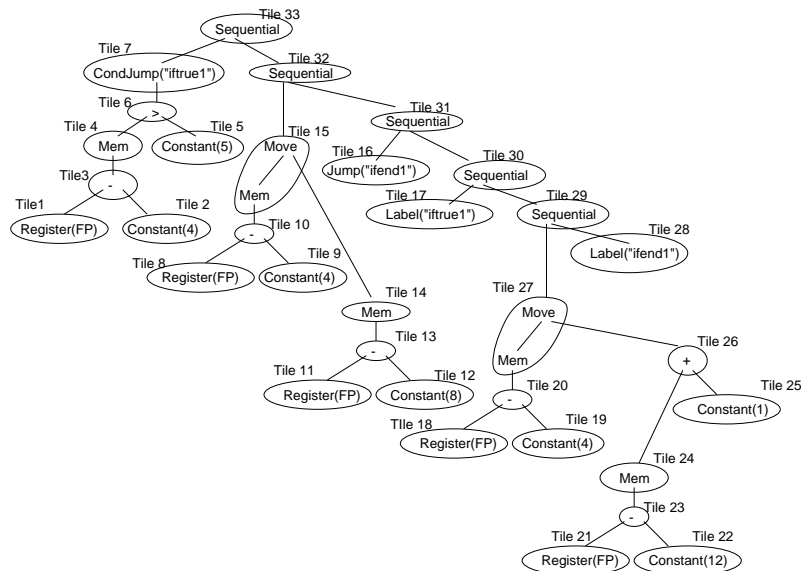 Tile 33
Sequential
Tile 7
CondJump("iftrue1")
Tile 32
Sequential
Tile 6
>
Tile 31
Sequential
Tile 4
Mem
Tile 5
Constant(5)
Tile 15
Move
Mem
Tile 16
Jump("ifend1")
Tile 30
Sequential
Tile3
-
Tile 17
Label("iftrue1")
Tile 29
Sequential
Tile1
Register(FP)
Tile 2
Constant(4)
Tile 10
-
Tile 28
Label("ifend1")
Tile 8
Register(FP)
Tile 9
Constant(4)
Tile 27
Move
Mem
Tile 14
Mem
Tile 13
-
Tile 26
+
Tile 11
Register(FP)
Tile 12
Constant(8)
Tile 20
-
Tile 25
Constant(1)
TIle 18
Register(FP)
Tile 19
Constant(4)
Tile 24
Mem
Tile 23
-
Tile 21
Register(FP)
Tile 22
Constant(12)